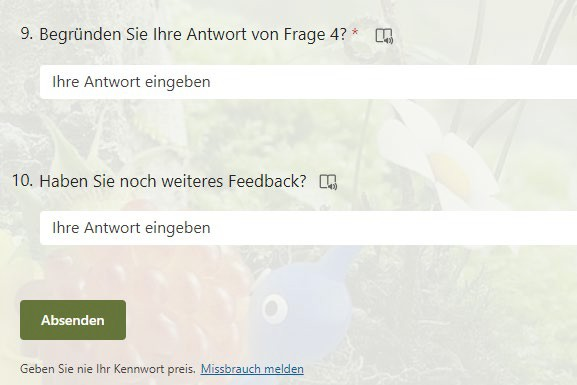 9. Begründen Sie Ihre Antwort von Frage 4? *
Ihre Antwort eingeben
10. Haben Sie noch weiteres Feedback?
Ihre Antwort eingeben
Absenden
Geben Sie nie Ihr Kennwort preis. Missbrauch melden